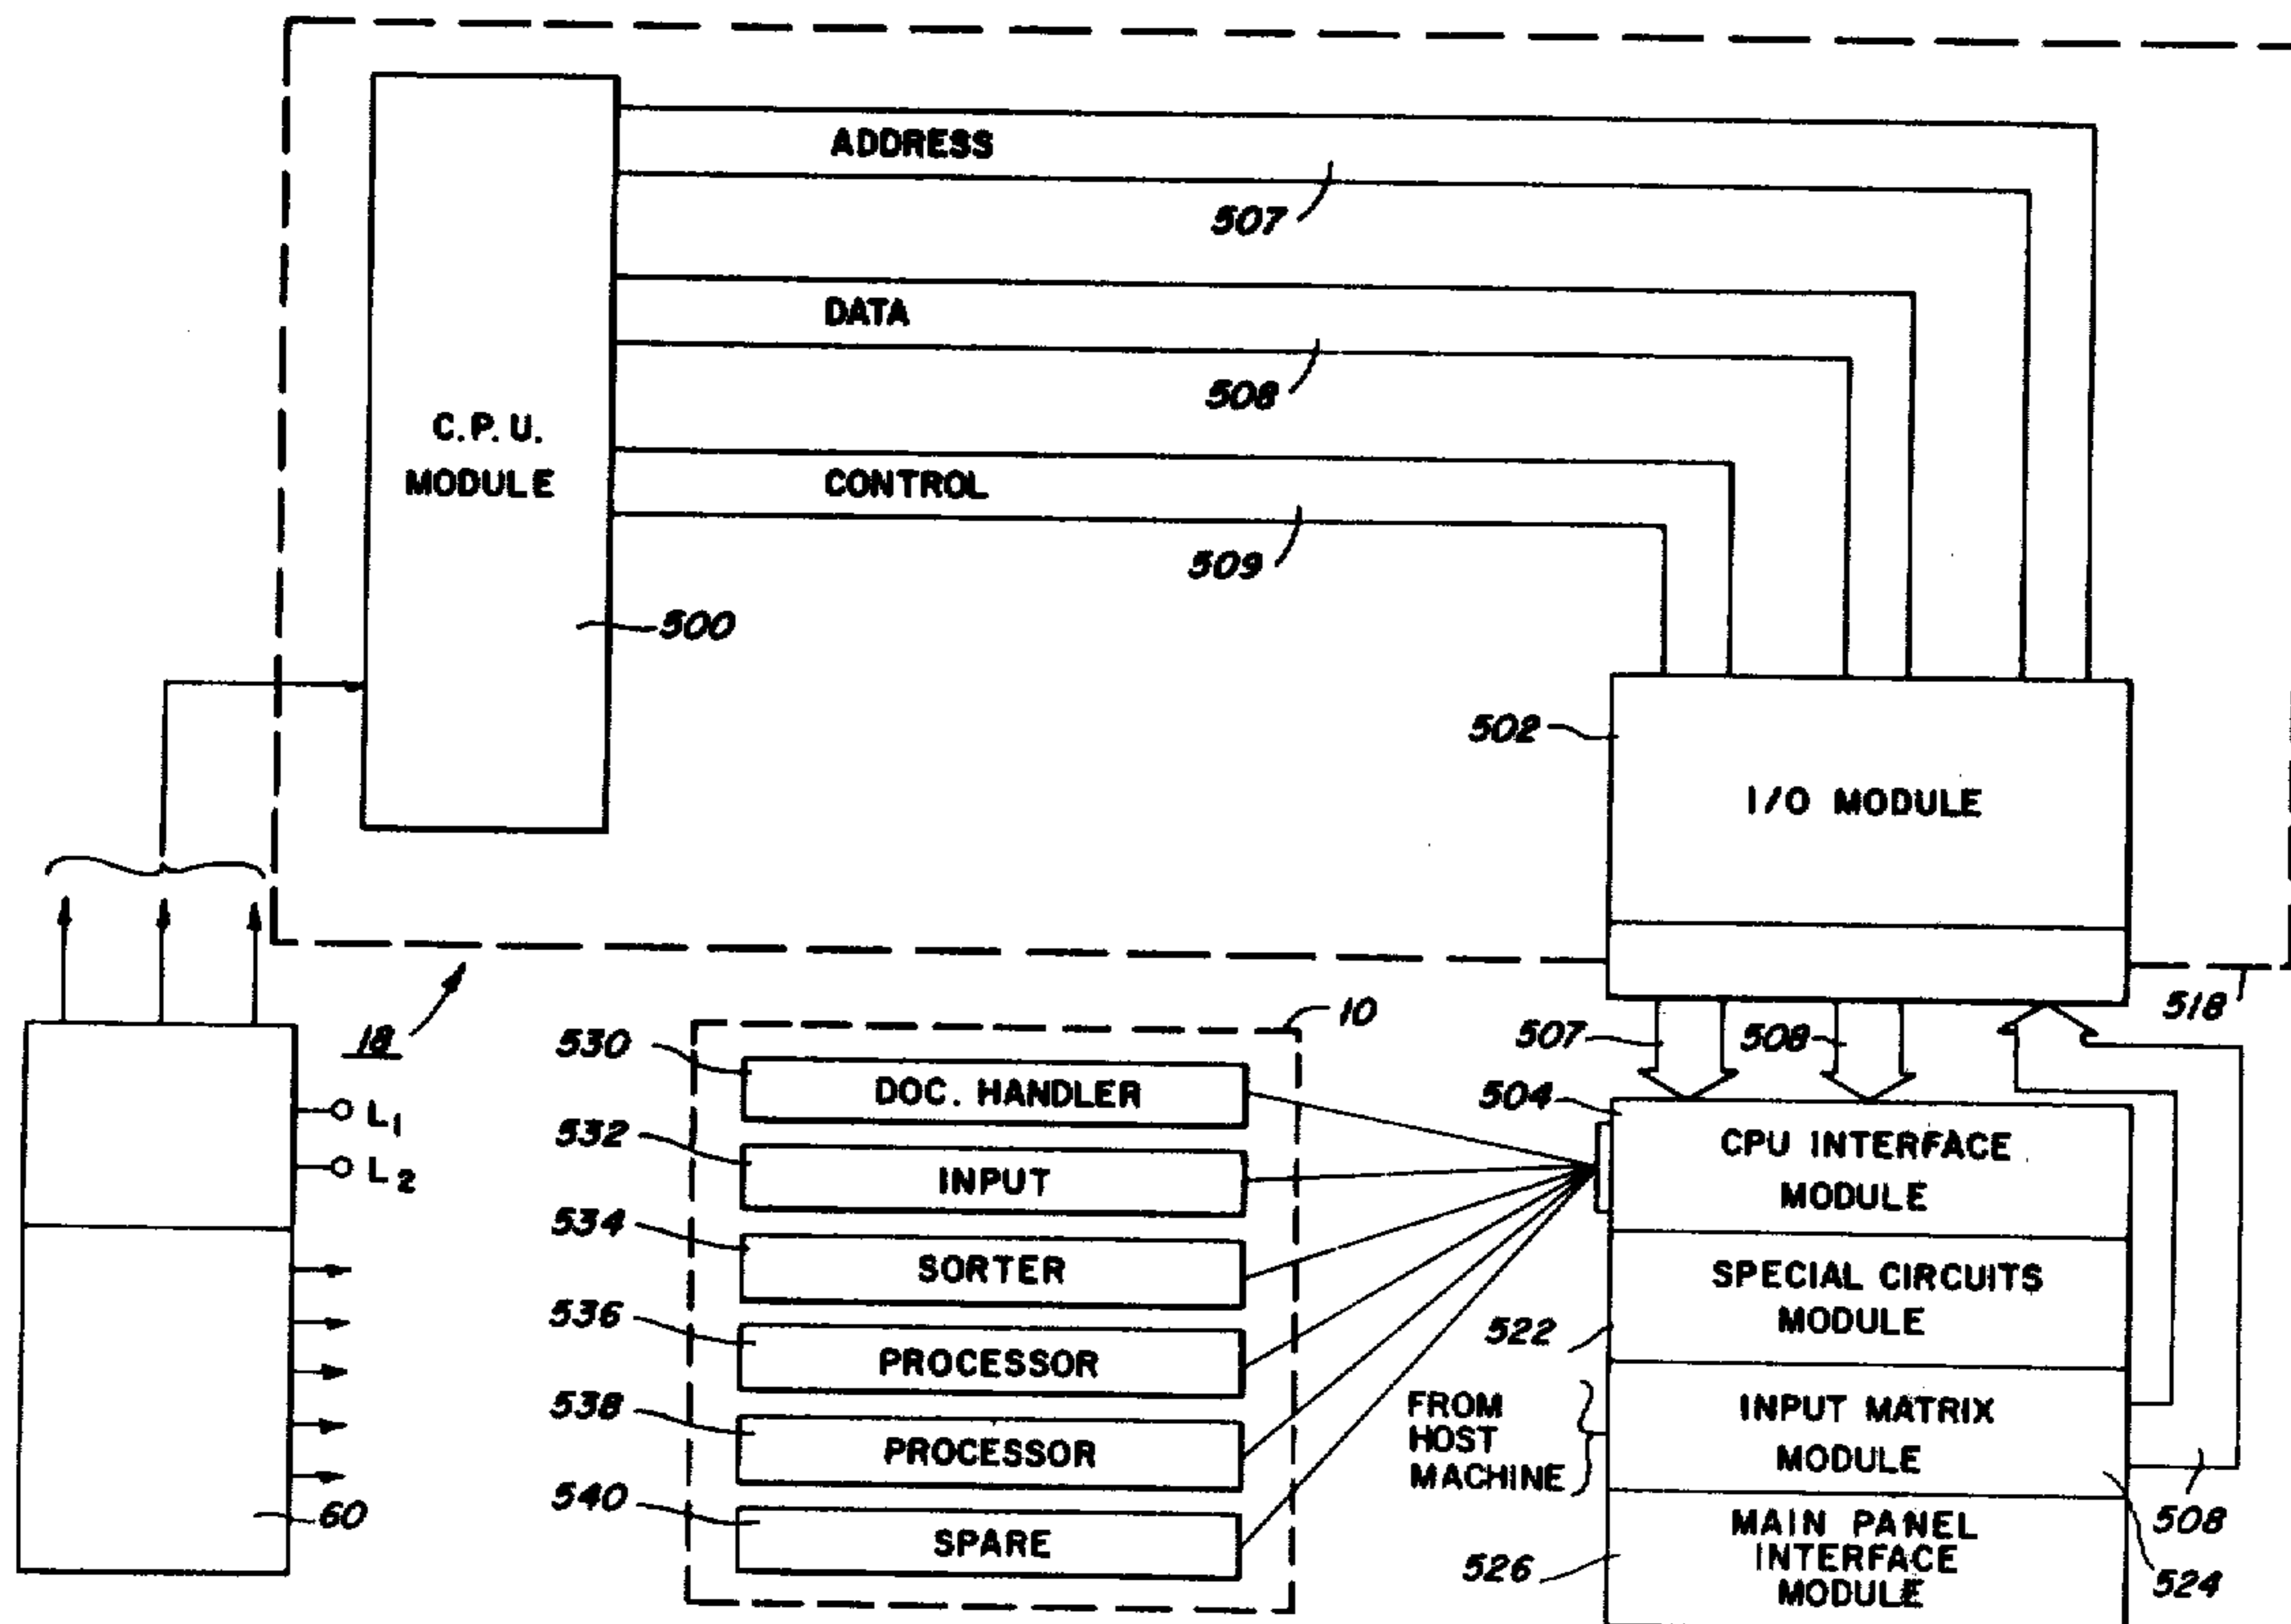 ADDRESS
507
DATA
508
C.P.U.
MODULE
CONTROL
509
500
502
I/O MODULE
518
18
10
507
508
530
DOC. HANDLER
504
CPU INTERFACE
MODULE
L1
532
INPUT
L2
534
SORTER
SPECIAL CIRCUITS
MODULE
522
536
PROCESSOR
FROM
HOST
MACHINE
INPUT MATRIX
MODULE
538
PROCESSOR
540
SPARE
60
508
MAIN PANEL
INTERFACE
MODULE
526
524